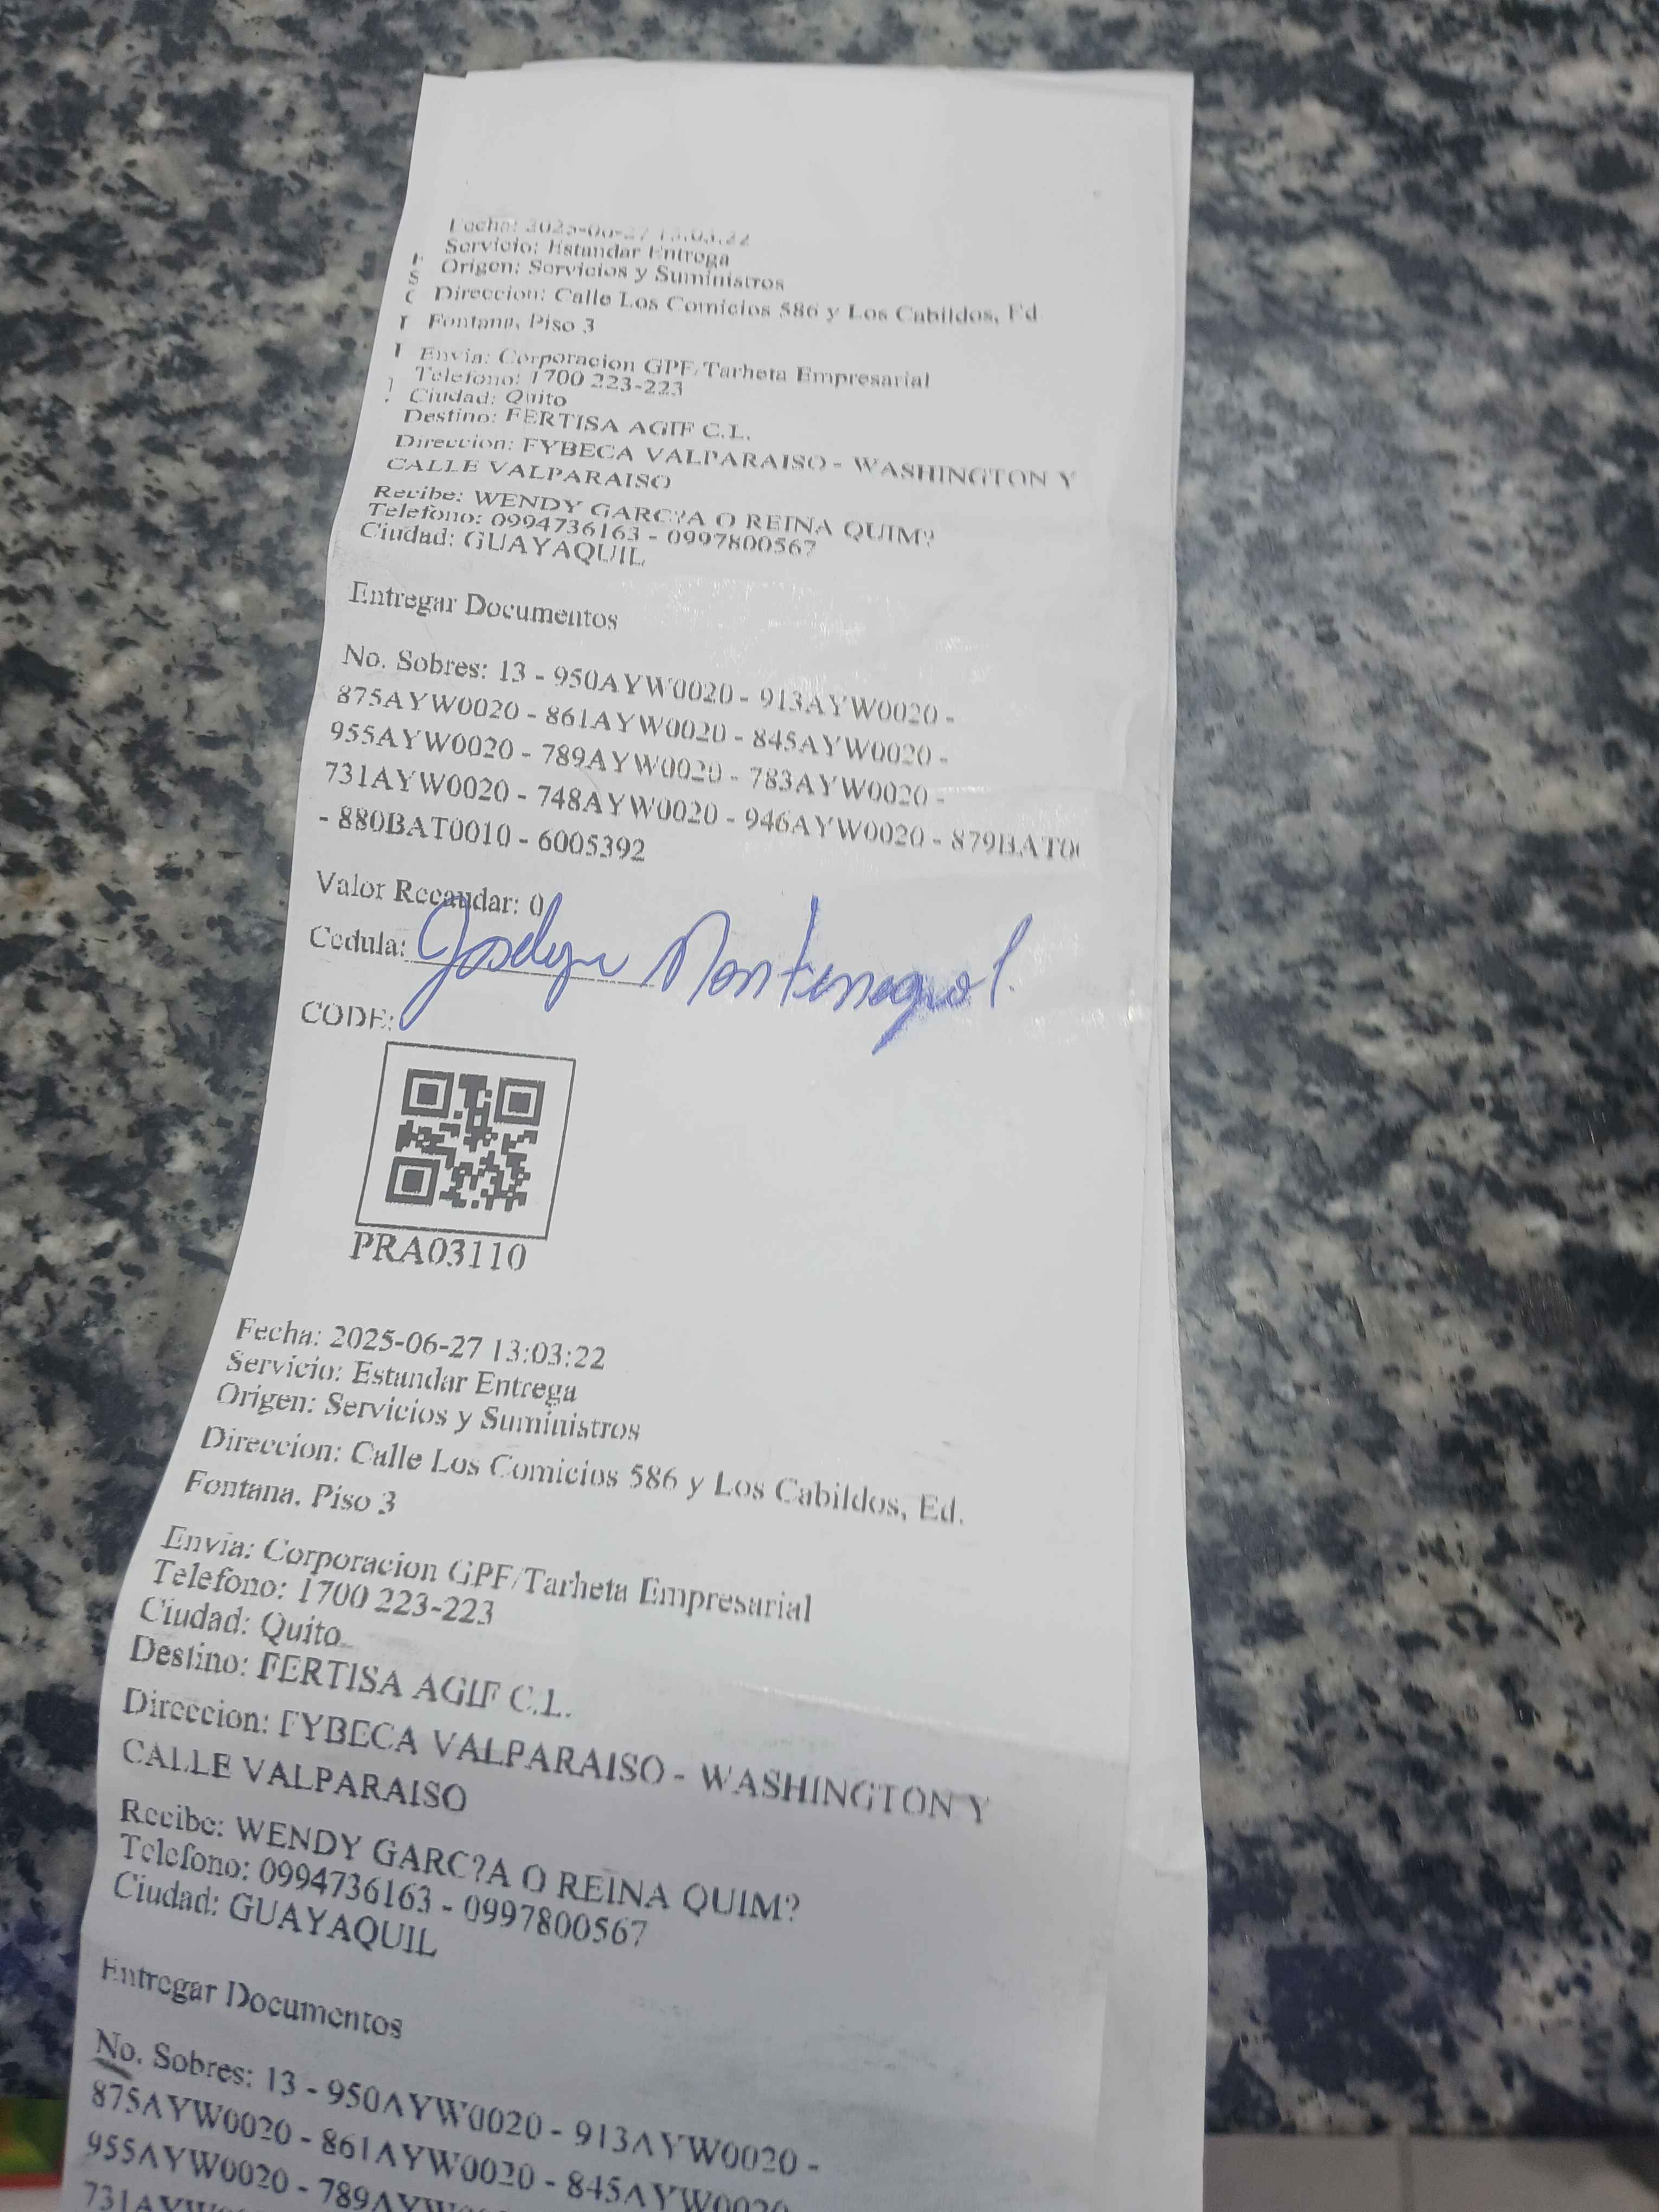 Fecha: 2025-06-27 13:03:22
Servicio: Estandar Entrega
Origen: Servicios y Suministros
Direccion: Calle Los Comicios 586 y Los Cabildos, Ed
Fontana, Piso 3
Envia: Corporacion GPF/Tarheta Empresarial
Telefono: 1700 223-223
Ciudad: Quito
Destino: FERTISA AGIF C.L.
Direccion: FYBECA VALPARAISO - WASHINGTON Y
CALLE VALPARAISO
Recibe: WENDY GARC?A O REINA QUIM?
Telefono: 0994736163 - 0997800567
Ciudad: GUAYAQUIL
Entregar Documentos
No. Sobres: 13 - 950AYW0020 - 913AYW0020 -
875AYW0020 - 861AYW0020 - 845AYW0020 -
955AYW0020 - 789AYW0020 - 783AYW0020 -
731AYW0020 - 748AYW0020 - 946AYW0020 - 879BAT0
- 880BAT0010 - 6005392
Valor Recaudar: 0
Cedula: Joselyn Montenegro
CODE:
PRA03110
Fecha: 2025-06-27 13:03:22
Servicio: Estandar Entrega
Origen: Servicios y Suministros
Direccion: Calle Los Comicios 586 y Los Cabildos, Ed.
Fontana, Piso 3
Envia: Corporacion GPF/Tarheta Empresarial
Telefono: 1700 223-223
Ciudad: Quito
Destino: FERTISA AGIF C.L.
Direccion: FYBECA VALPARAISO - WASHINGTON Y
CALLE VALPARAISO
Recibe: WENDY GARC?A O REINA QUIM?
Telefono: 0994736163 - 0997800567
Ciudad: GUAYAQUIL
Entregar Documentos
No. Sobres: 13 - 950AYW0020 - 913AYW0020 -
875AYW0020 - 861AYW0020 - 845AYW0020
955AYW0020 - 789AYW
731AYW